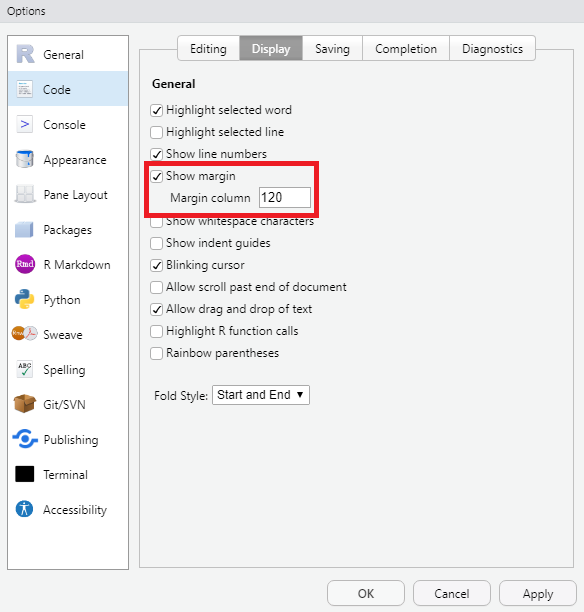 Options
General
Code
Console
Appearance
Pane Layout
Packages
Rmd R Markdown
Python
Sweave
ABC Spelling
Git/SVN
Publishing
Terminal
Accessibility
Editing Display Saving Completion Diagnostics
General
Highlight selected word
Highlight selected line
Show line numbers
Show margin
Margin column 120
Show whitespace characters
Show indent guides
Blinking cursor
Allow scroll past end of document
Allow drag and drop of text
Highlight R function calls
Rainbow parentheses
Fold Style: Start and End
OK Cancel Apply